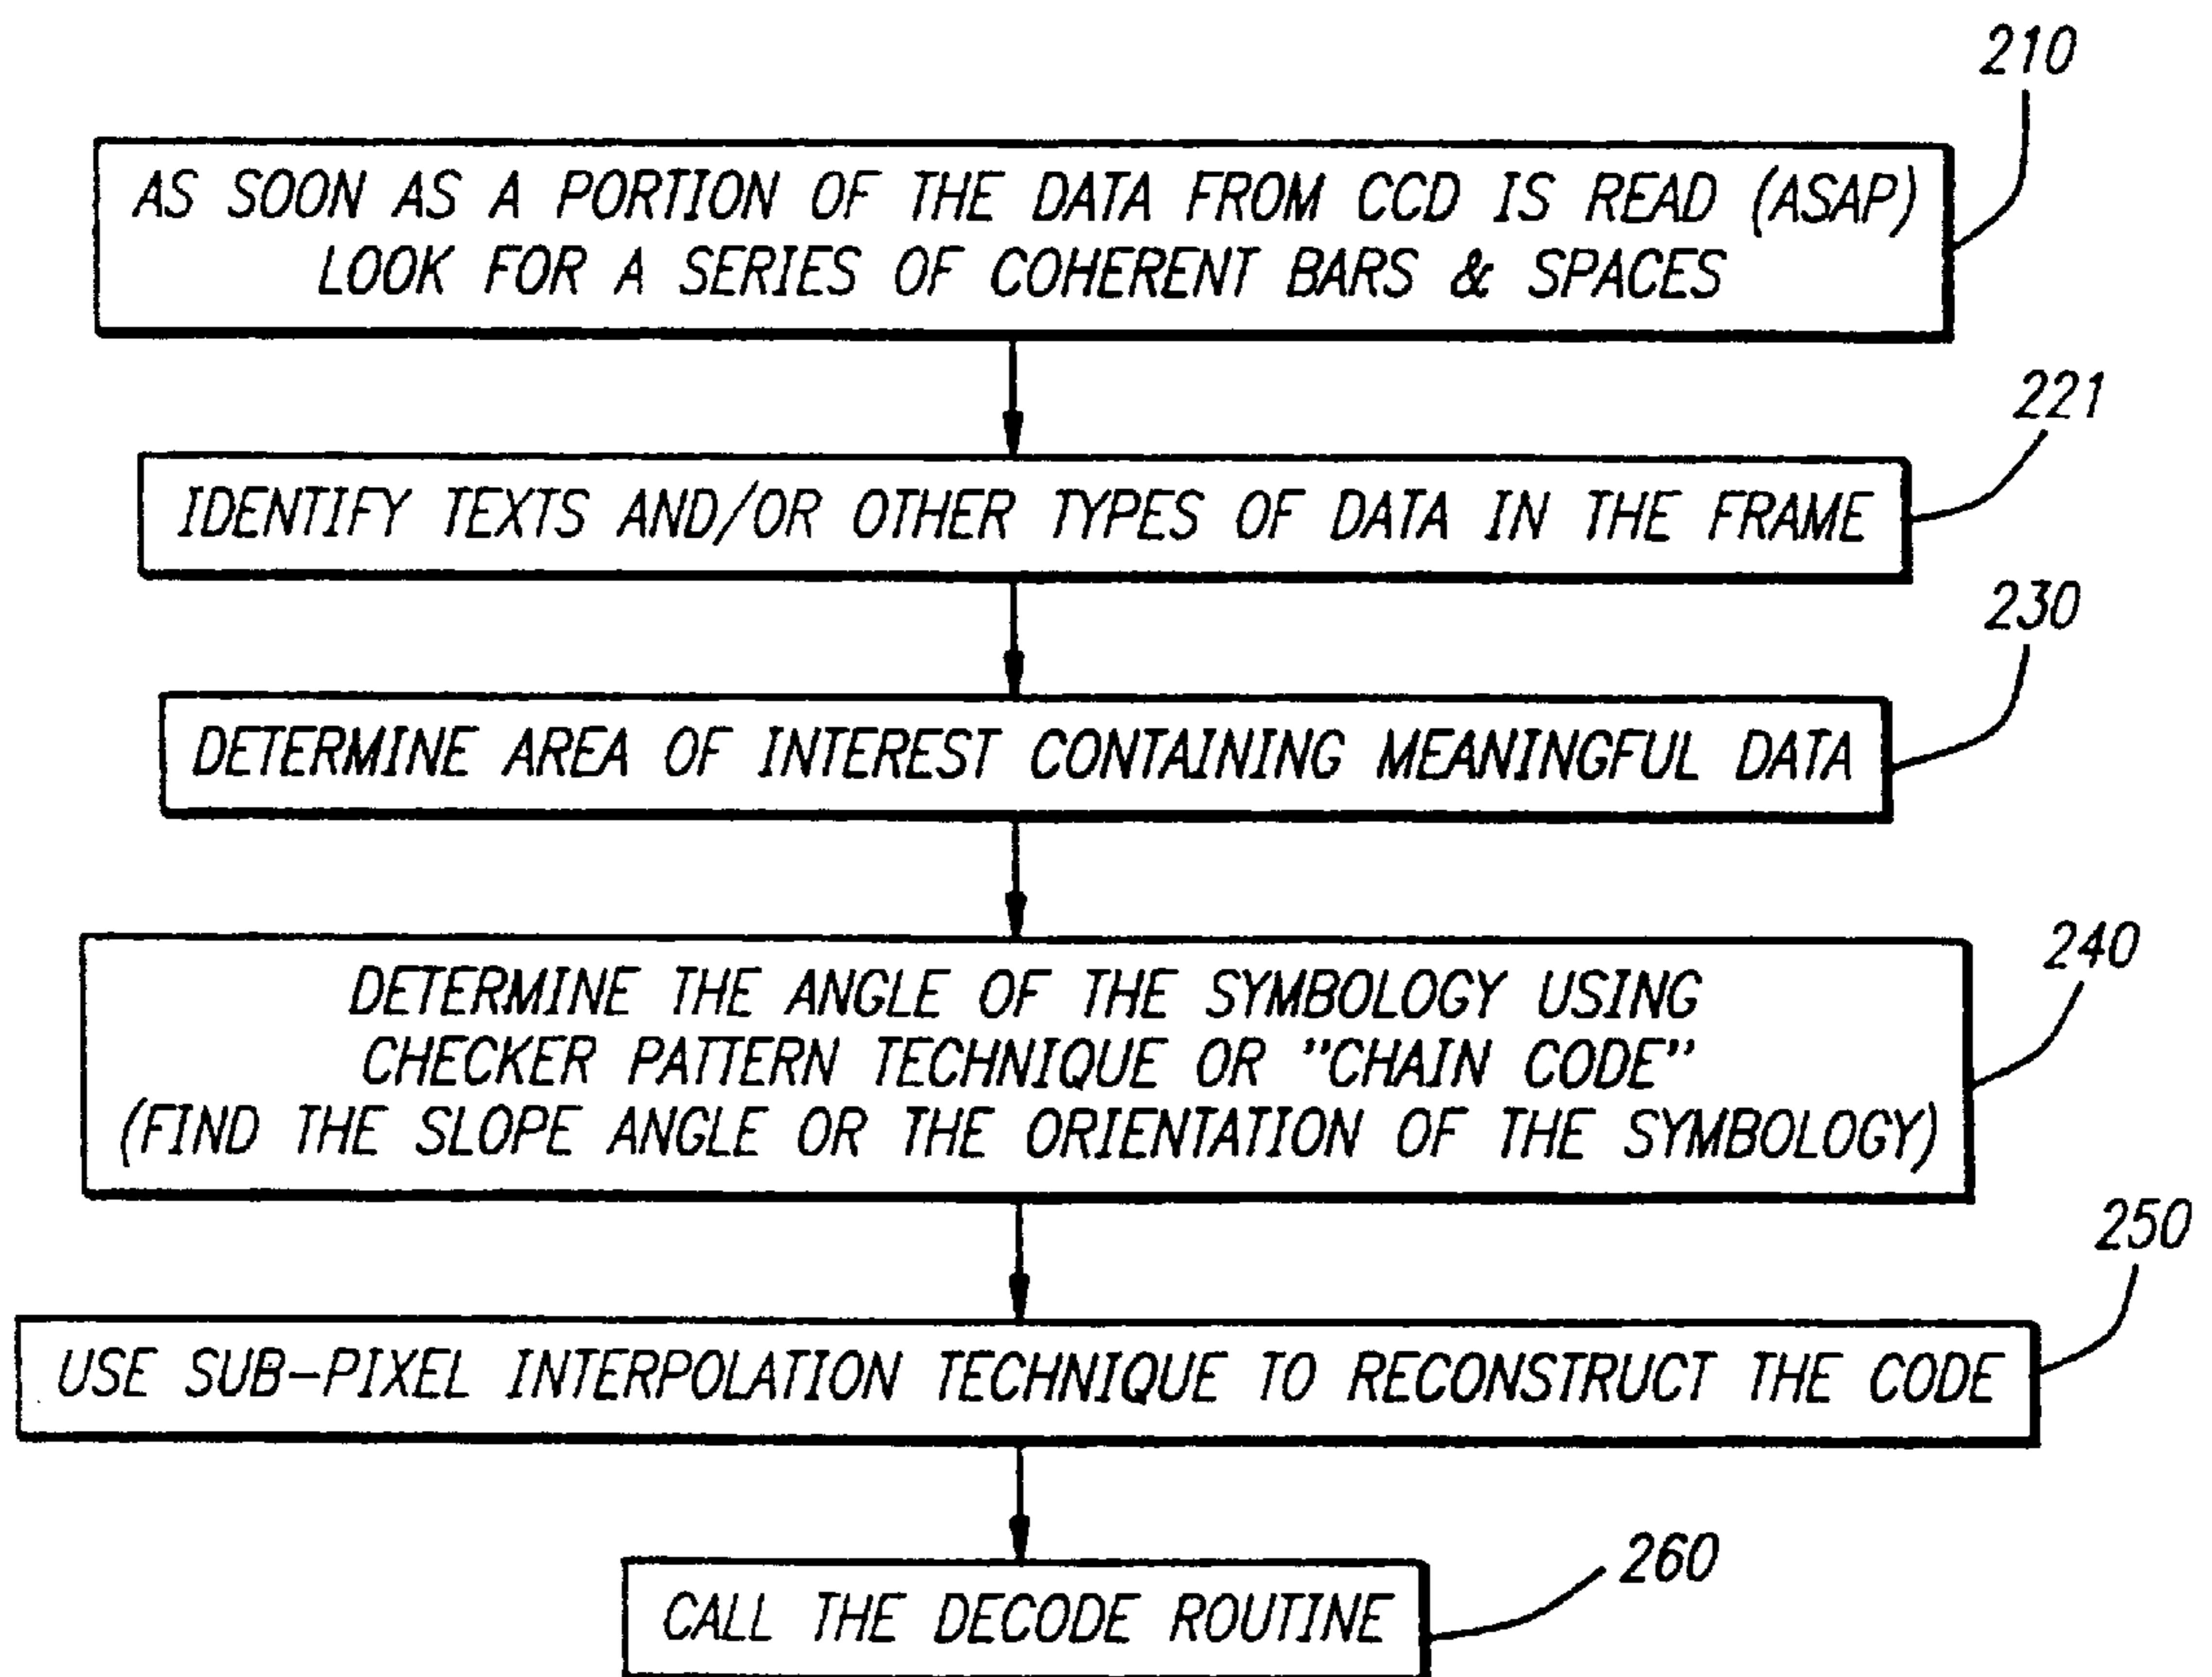 210
AS SOON AS A PORTION OF THE DATA FROM CCD IS READ (ASAP)
LOOK FOR A SERIES OF COHERENT BARS & SPACES
221
IDENTIFY TEXTS AND/OR OTHER TYPES OF DATA IN THE FRAME
230
DETERMINE AREA OF INTEREST CONTAINING MEANINGFUL DATA
240
DETERMINE THE ANGLE OF THE SYMBOLOGY USING
CHECKER PATTERN TECHNIQUE OR "CHAIN CODE"
(FIND THE SLOPE ANGLE OR THE ORIENTATION OF THE SYMBOLOGY)
250
USE SUB-PIXEL INTERPOLATION TECHNIQUE TO RECONSTRUCT THE CODE
260
CALL THE DECODE ROUTINE